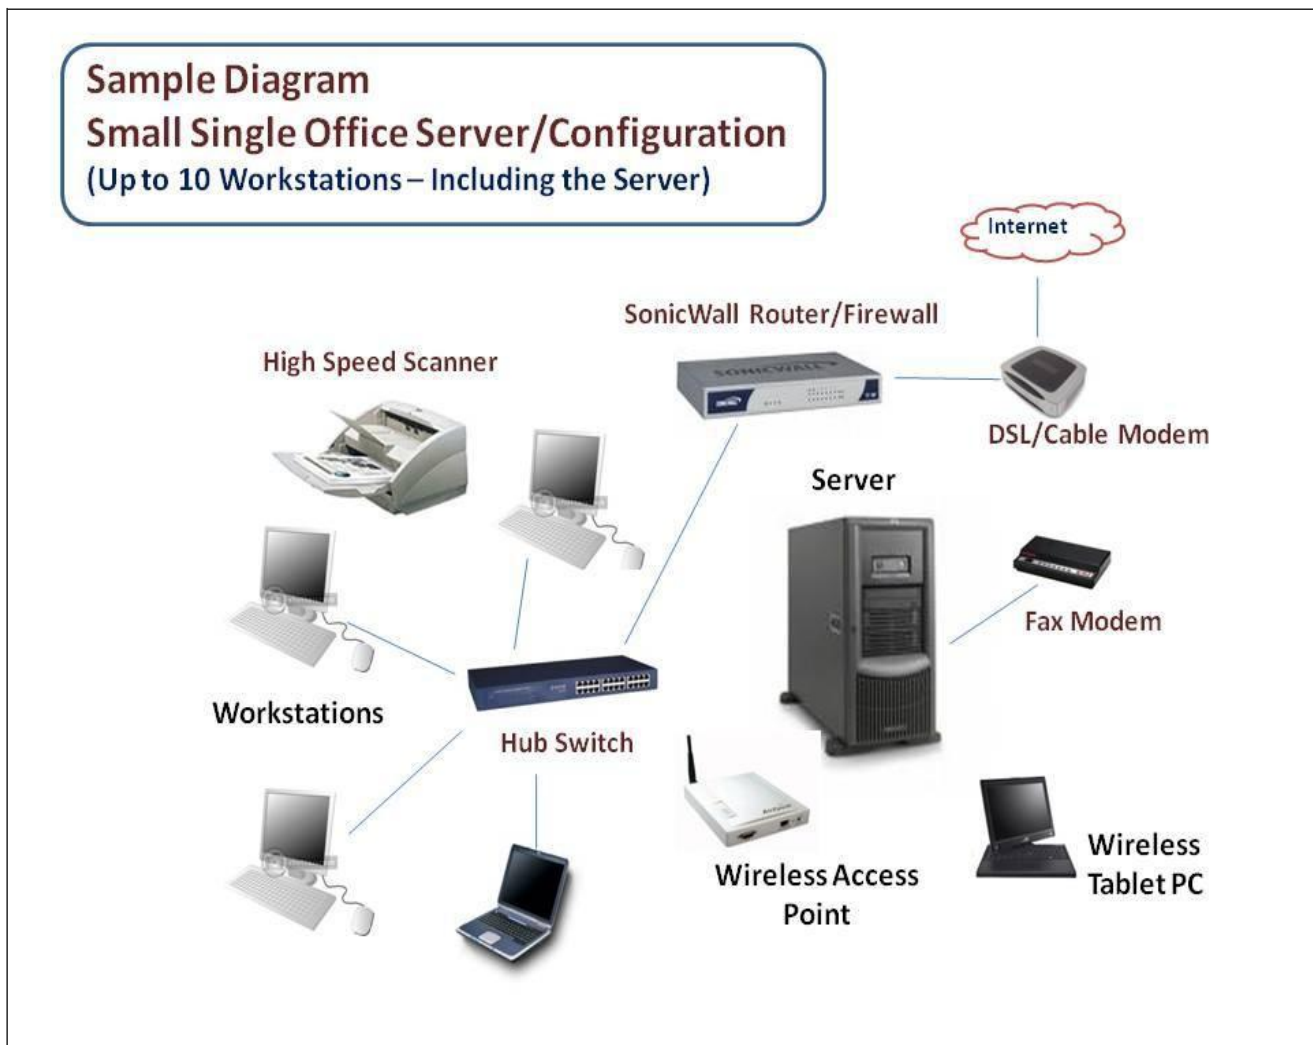 Sample Diagram
Small Single Office Server/Configuration
(Up to 10 Workstations – Including the Server)
Internet
SonicWall Router/Firewall
High Speed Scanner
SONICWALL
DSL/Cable Modem
Server
Fax Modem
Workstations
Hub Switch
Wireless Access
Point
Wireless
Tablet PC